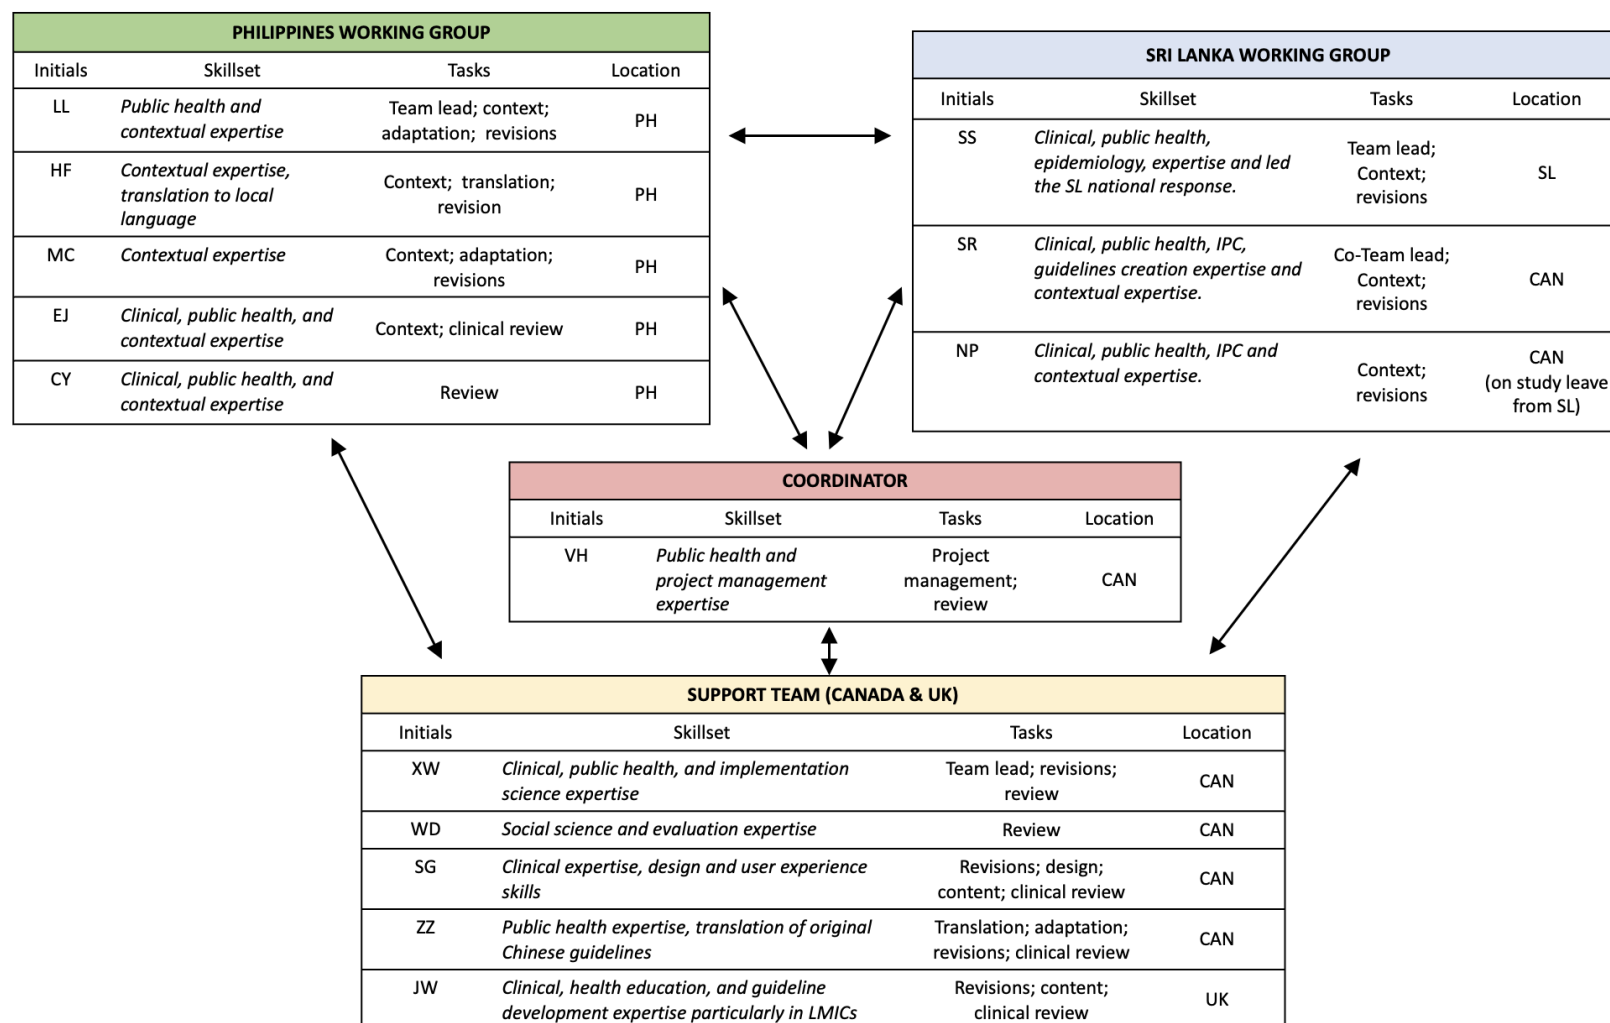 PHILIPPINES WORKING GROUP
Initials Skillset Tasks Location
LL Public health and contextual expertise Team lead; context; adaptation; revisions PH
HF Contextual expertise, translation to local language Context; translation; revision PH
MC Contextual expertise Context; adaptation; revisions PH
EJ Clinical, public health, and contextual expertise Context; clinical review PH
CY Clinical, public health, and contextual expertise Review PH
SRI LANKA WORKING GROUP
Initials Skillset Tasks Location
SS Clinical, public health, epidemiology, expertise and led the SL national response. Team lead; Context; revisions SL
SR Clinical, public health, IPC, guidelines creation expertise and contextual expertise. Co-Team lead; Context; revisions CAN
NP Clinical, public health, IPC and contextual expertise. Context; revisions CAN (on study leave from SL)
COORDINATOR
Initials Skillset Tasks Location
VH Public health and project management expertise Project management; review CAN
SUPPORT TEAM (CANADA & UK)
Initials Skillset Tasks Location
XW Clinical, public health, and implementation science expertise Team lead; revisions; review CAN
WD Social science and evaluation expertise Review CAN
SG Clinical expertise, design and user experience skills Revisions; design; content; clinical review CAN
ZZ Public health expertise, translation of original Chinese guidelines Translation; adaptation; revisions; clinical review CAN
JW Clinical, health education, and guideline development expertise particularly in LMICs Revisions; content; clinical review UK